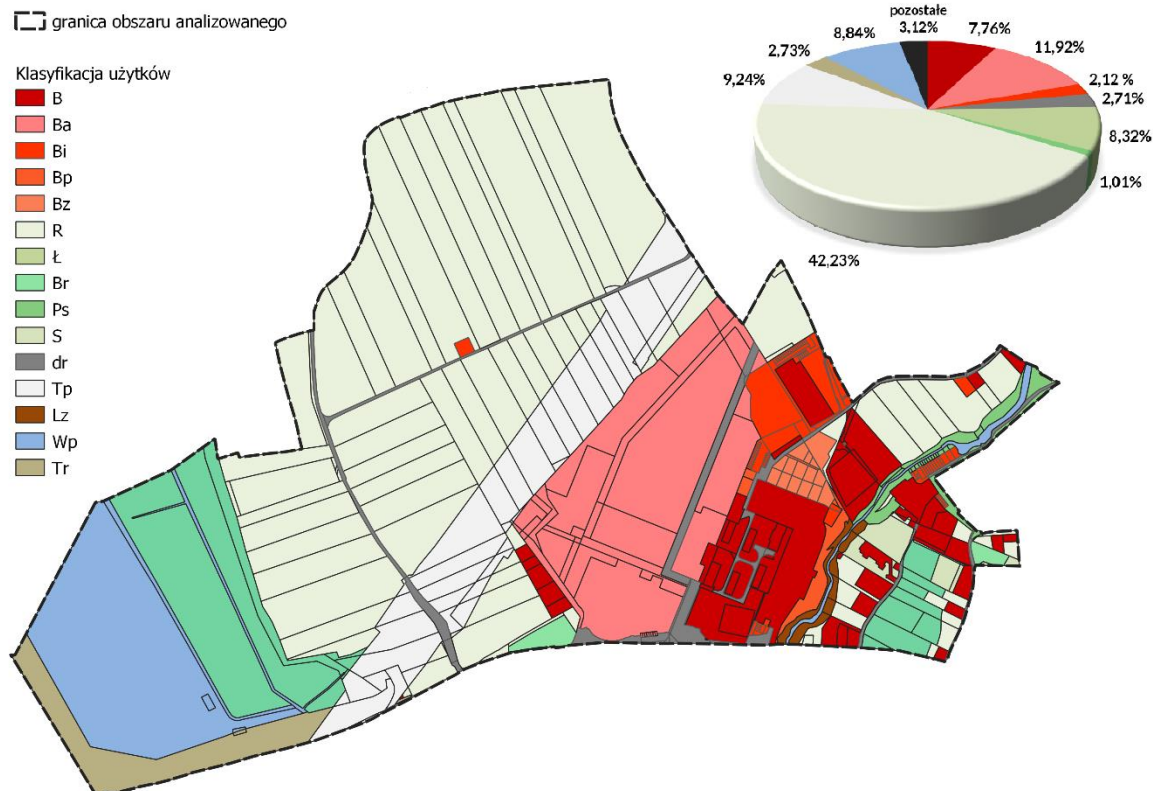 granica obszaru analizowanego
Klasyfikacja użytków
B
Ba
Bi
Bp
Bz
R
Ł
Br
Ps
S
dr
Tp
Lz
Wp
Tr
pozostałe
3,12%
7,76%
11,92%
2,12 %
2,71%
8,32%
1,01%
42,23%
9,24%
2,73%
8,84%